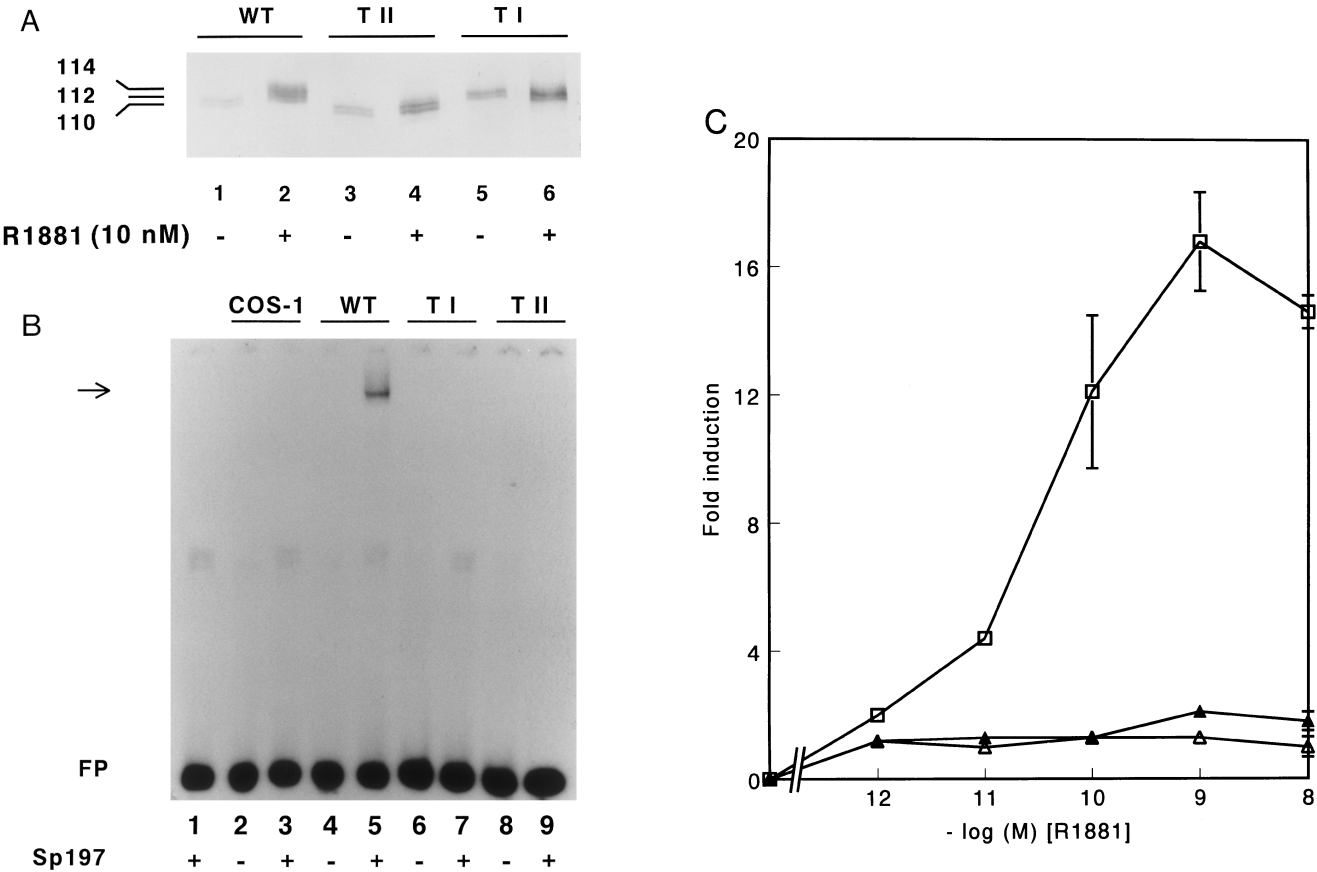 A
WT T II T I
114
112
110
1 2 3 4 5 6
R1881 (10 nM) - + - + - +
B
COS-1 WT T I T II
FP
1 2 3 4 5 6 7 8 9
Sp197 + - + - + - + - +
C
20
16
12
8
4
0
Fold induction
12 11 10 9 8
- log (M) [R1881]